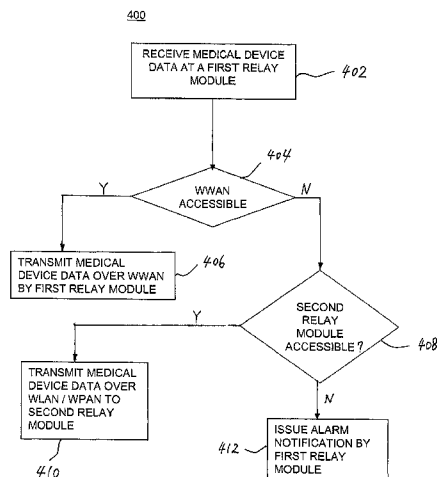 400
RECEIVE MEDICAL DEVICE
DATA AT A FIRST RELAY
MODULE
402
404
Y
WWAN
ACCESSIBLE
N
TRANSMIT MEDICAL
DEVICE DATA OVER WWAN
BY FIRST RELAY MODULE
406
Y
SECOND
RELAY
MODULE
ACCESSIBLE?
408
TRANSMIT MEDICAL
DEVICE DATA OVER
WLAN / WPAN TO
SECOND RELAY
MODULE
410
N
412
ISSUE ALARM
NOTIFICATION BY
FIRST RELAY
MODULE